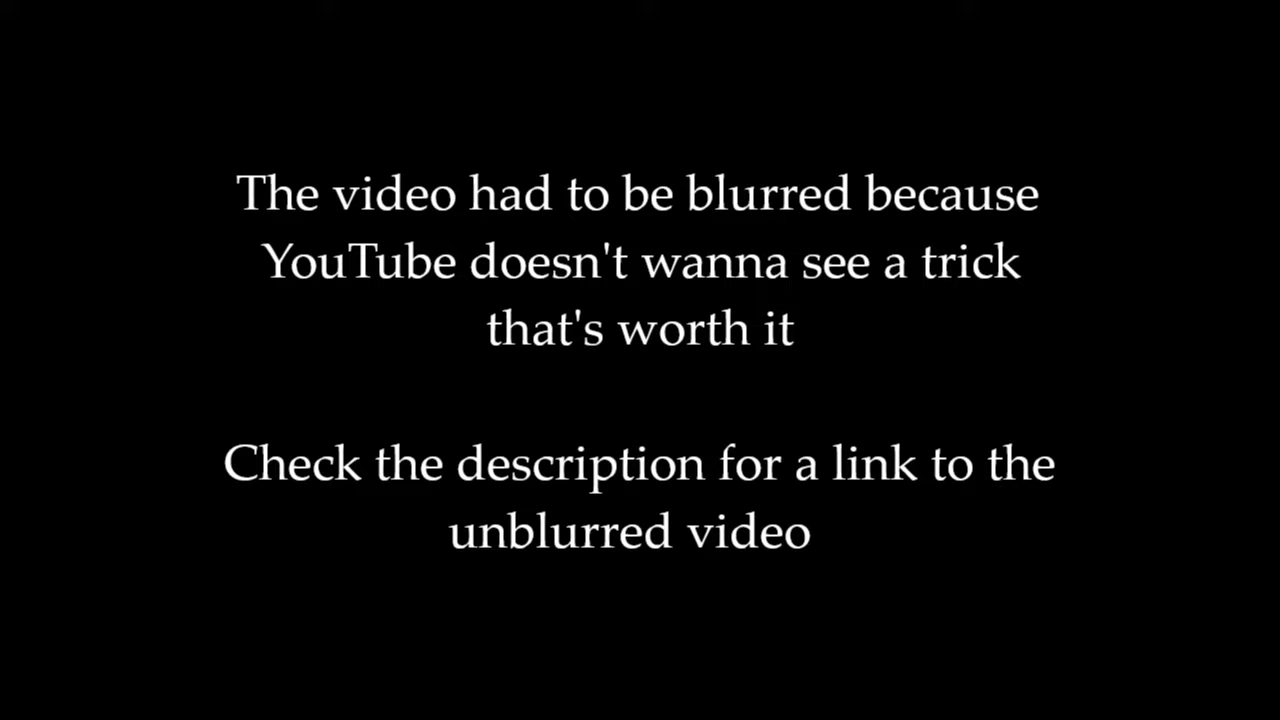 The video had to be blurred because
YouTube doesn't wanna see a trick
that's worth it
Check the description for a link to the
unblurred video